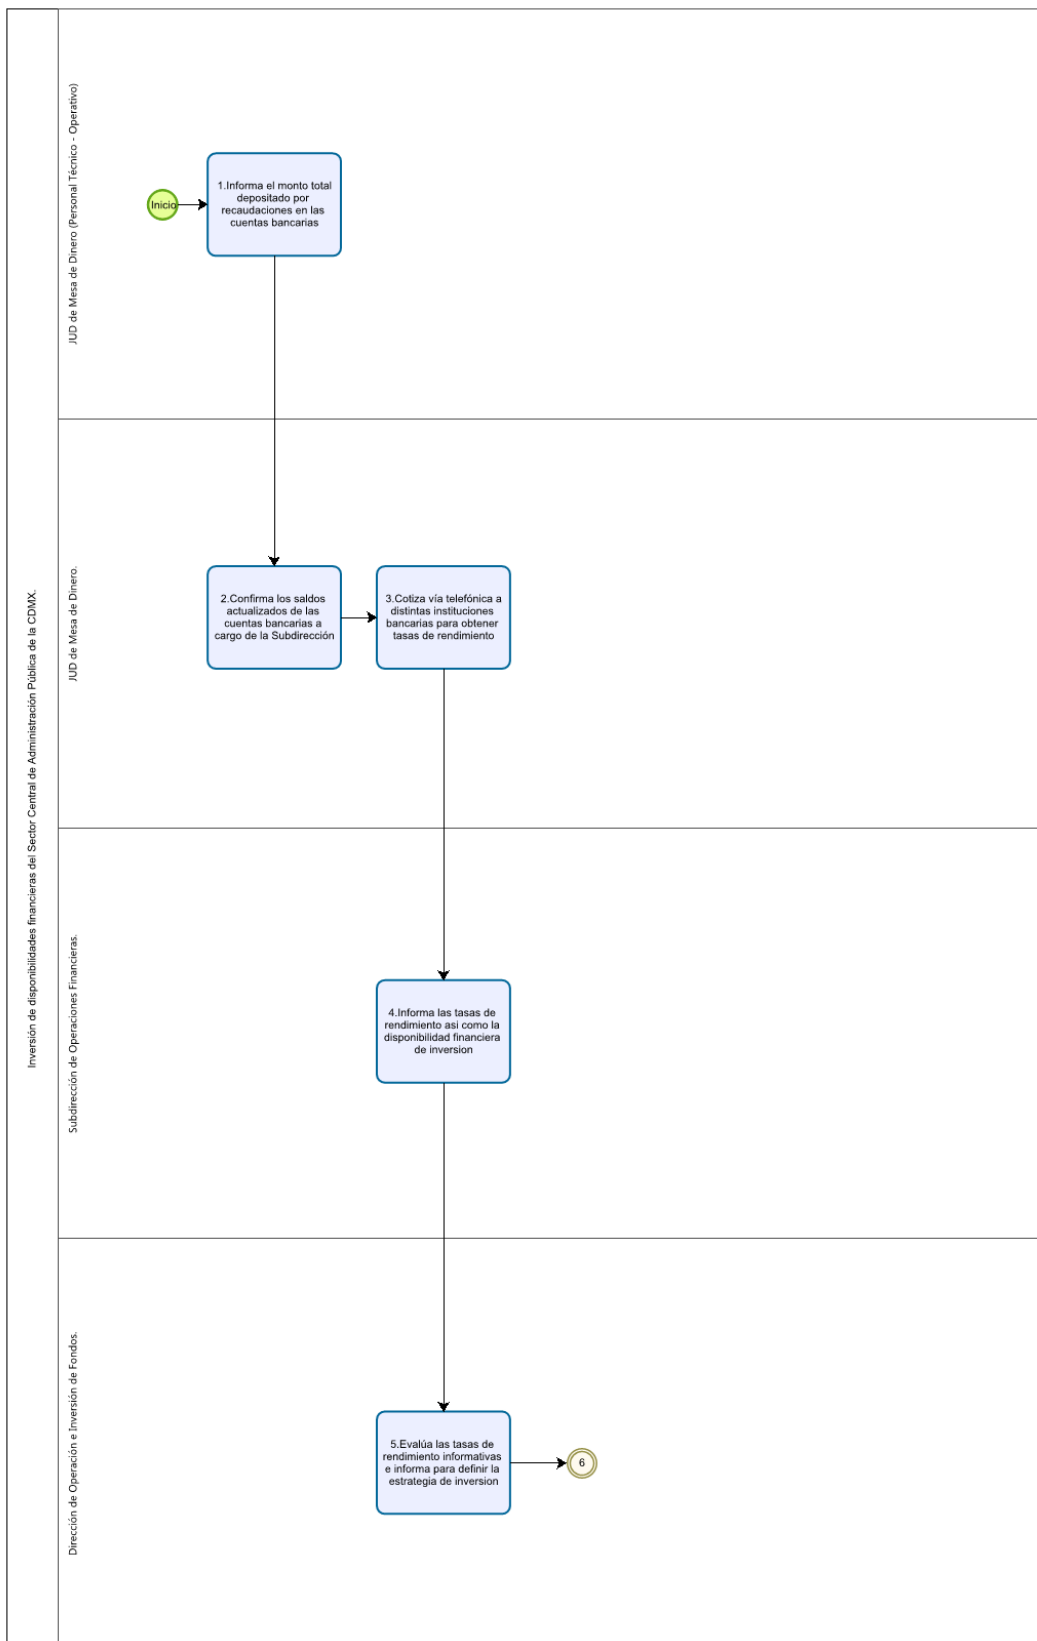 Inversión de disponibilidades financieras del Sector Central de Administración Pública de la CDMX.
JUD de Mesa de Dinero (Personal Técnico - Operativo)
Inicio
1.Informa el monto total
depositado por
recaudaciones en las
cuentas bancarias
JUD de Mesa de Dinero.
2.Confirma los saldos
actualizados de las
cuentas bancarias a
cargo de la Subdirección
3.Cotiza vía telefónica a
distintas instituciones
bancarias para obtener
tasas de rendimiento
Subdirección de Operaciones Financieras.
4.Informa las tasas de
rendimiento asi como la
disponibilidad financiera
de inversion
Dirección de Operación e Inversión de Fondos.
5.Evalúa las tasas de
rendimiento informativas
e informa para definir la
estrategia de inversion
6